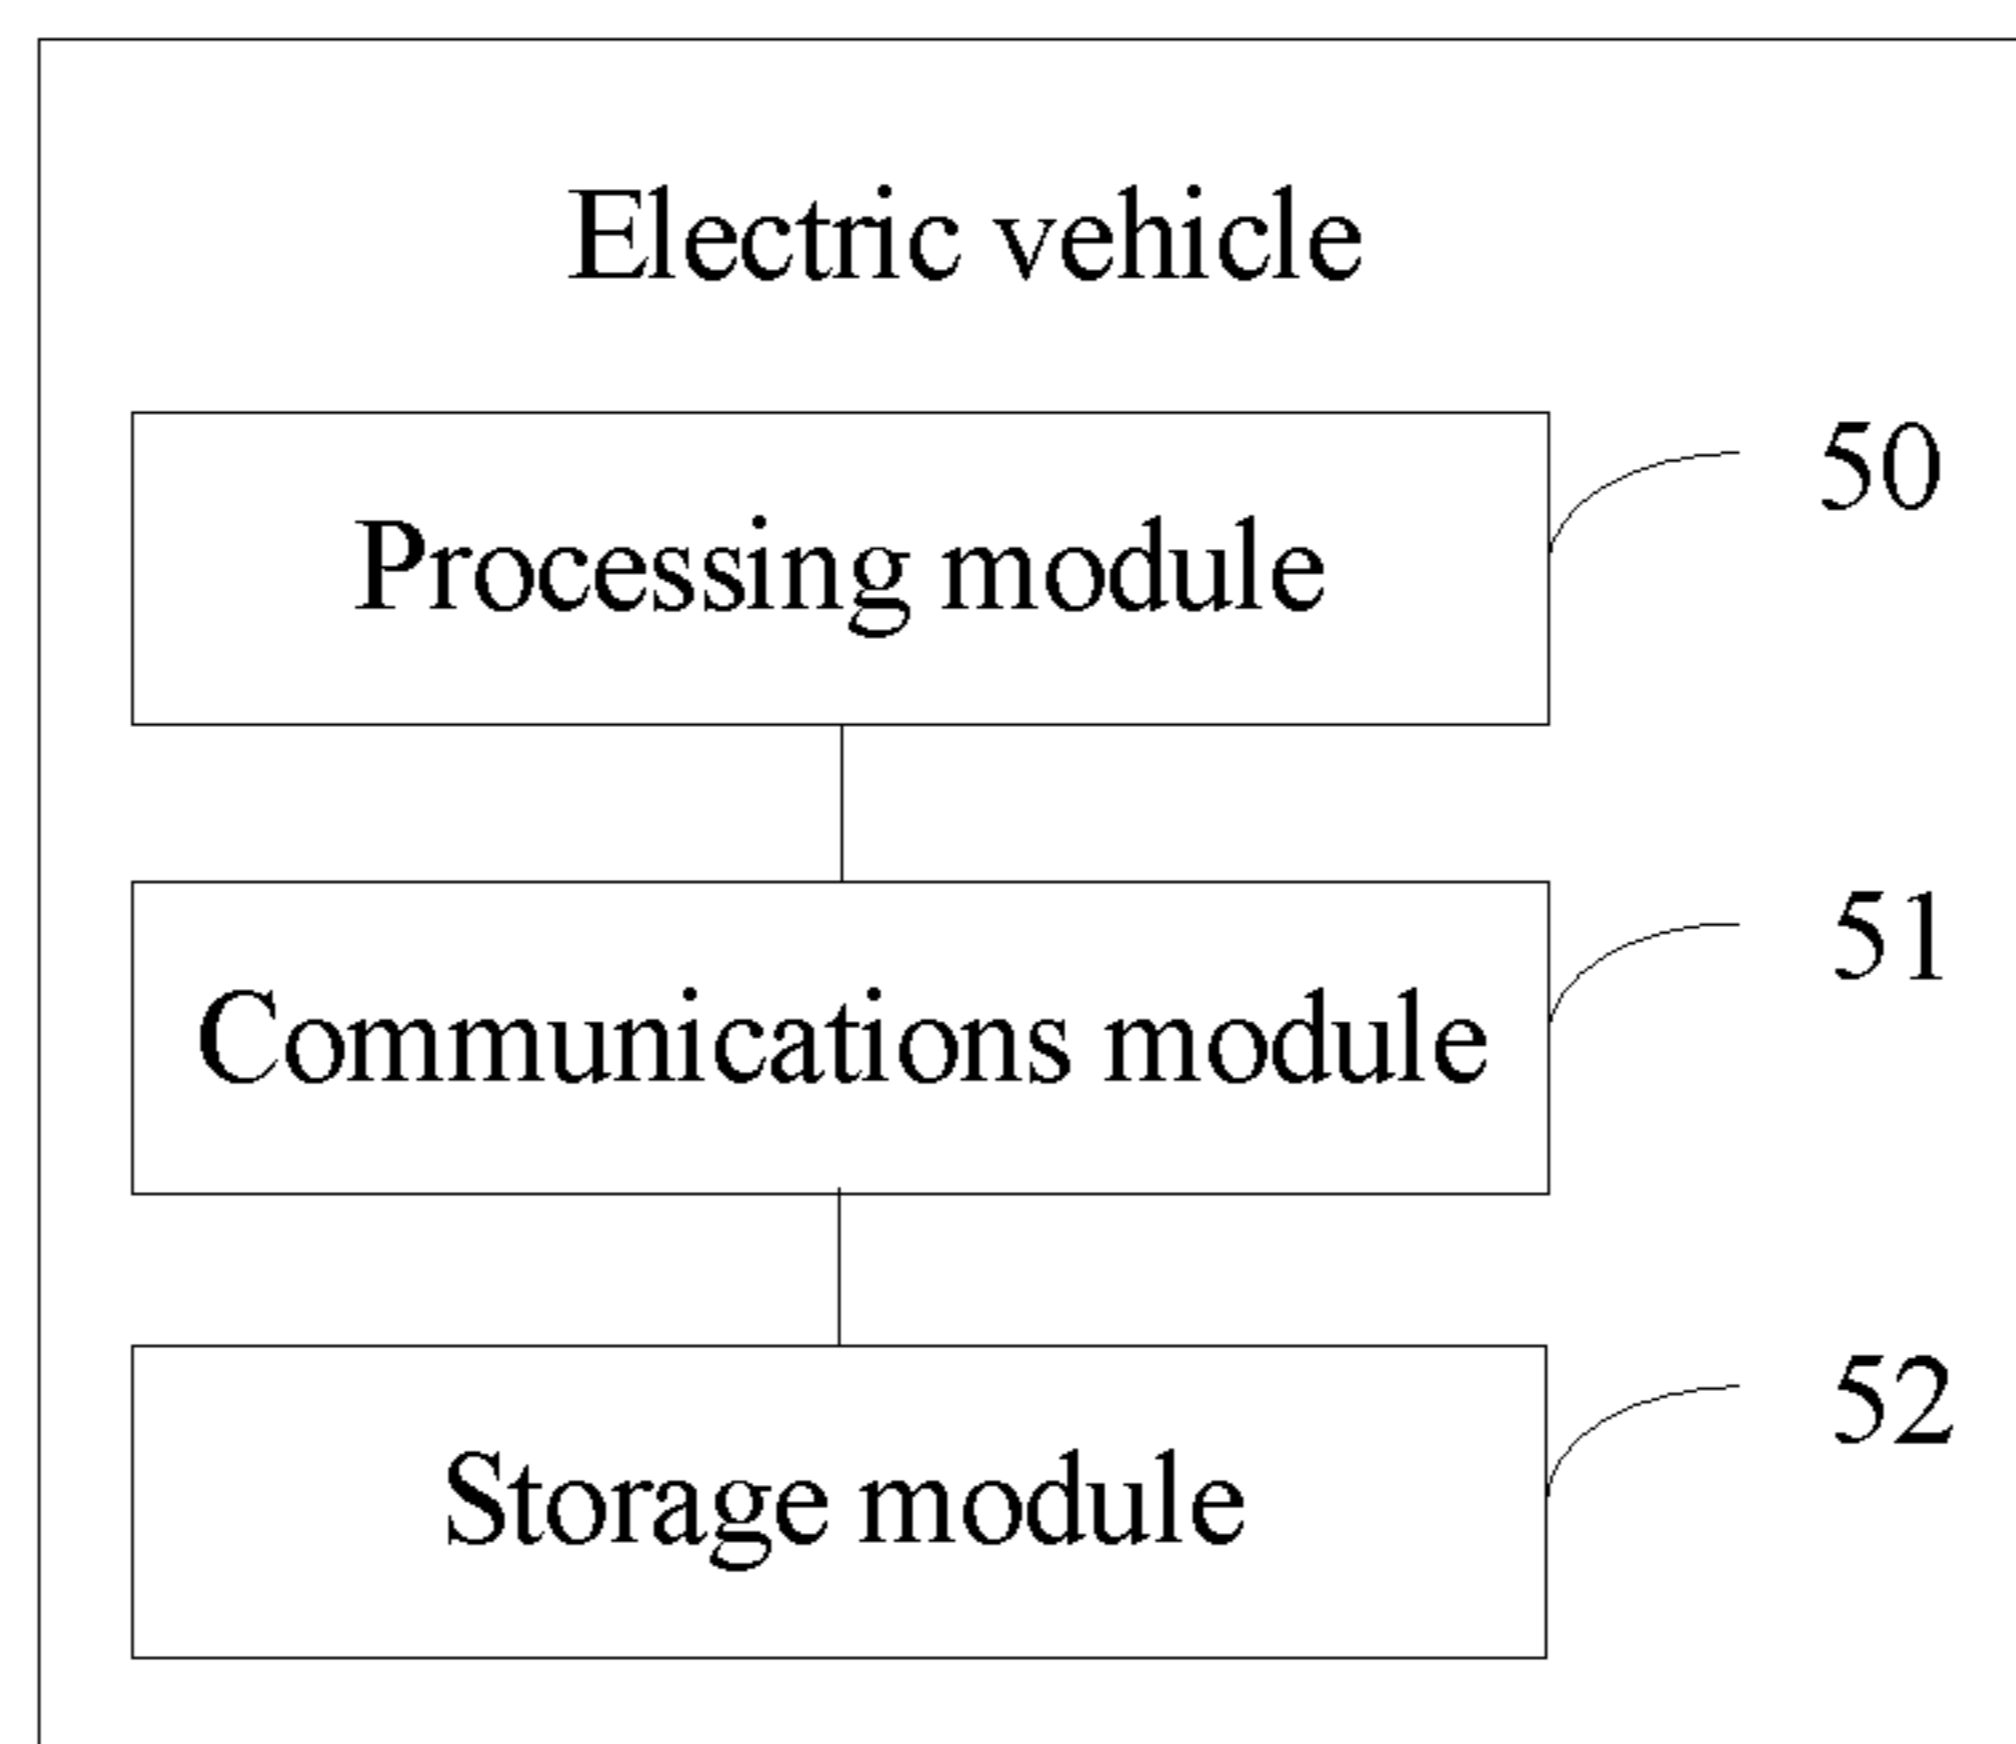 Electric vehicle
50
Processing module
51
Communications module
52
Storage module